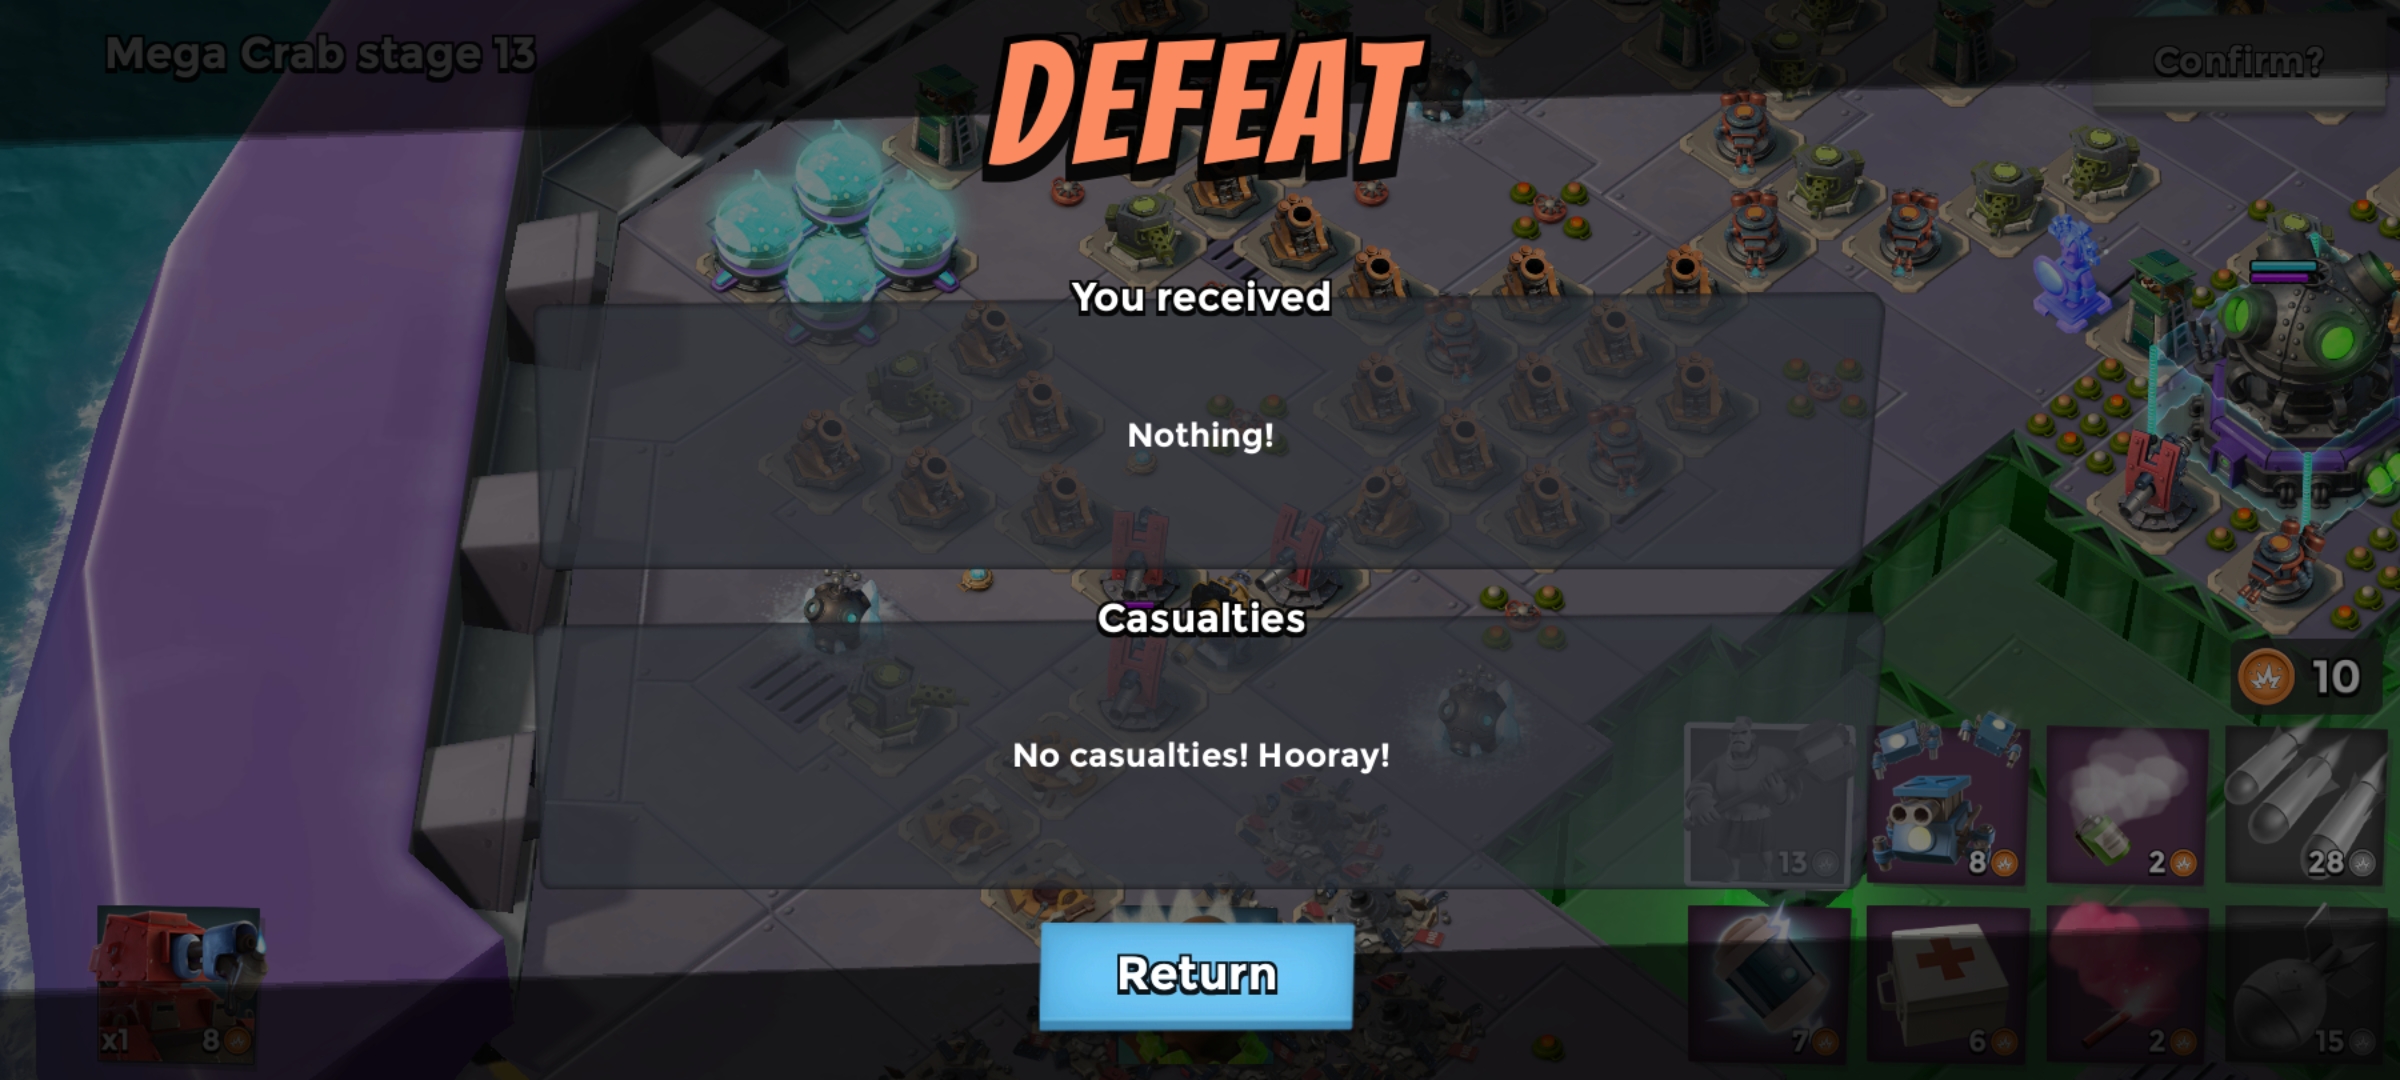 Mega Crab stage 13
DEFEAT
Confirm?
You received
Nothing!
Casualties
No casualties! Hooray!
10
13
8
2
28
Return
x1
8
7
6
2
15